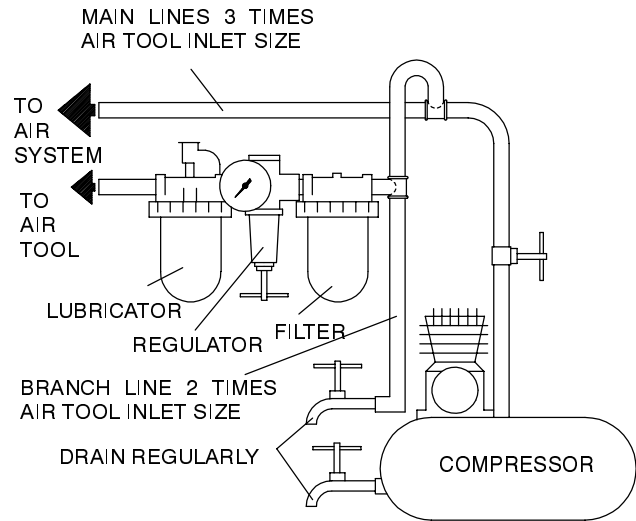 MAIN LINES 3 TIMES
AIR TOOL INLET SIZE
TO
AIR
SYSTEM
TO
AIR
TOOL
LUBRICATOR
REGULATOR
FILTER
BRANCH LINE 2 TIMES
AIR TOOL INLET SIZE
DRAIN REGULARLY
COMPRESSOR